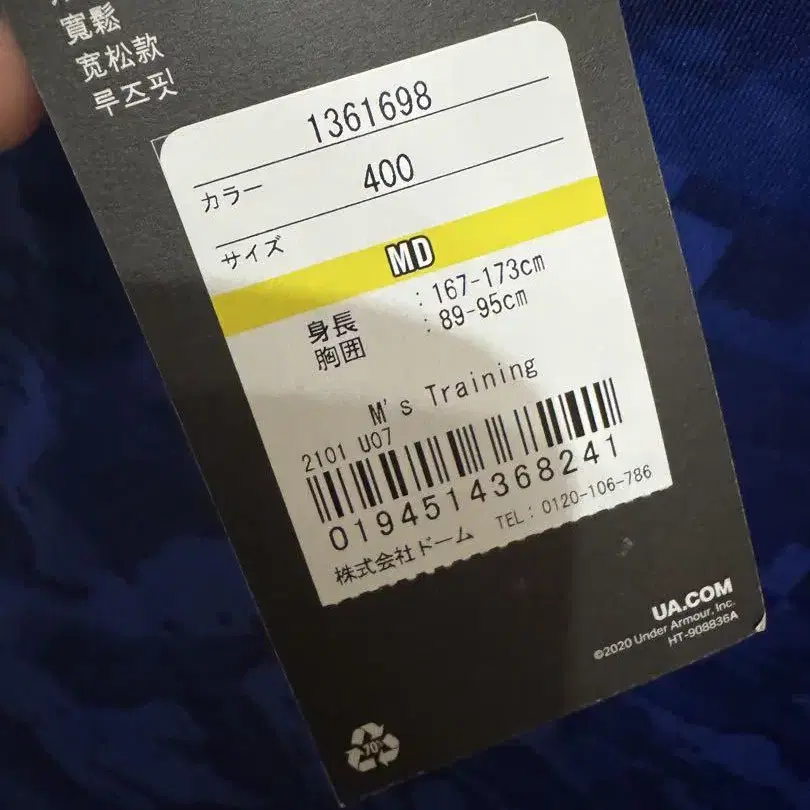 寬鬆
宽松款
루즈핏
1361698
カラー 400
サイズ MD
身長 : 167-173cm
胸囲 : 89-95cm
M's Training
2101 U07
0194514368241
株式会社ドーム TEL: 0120-106-786
UA.COM
©2020 Under Armour, Inc.
HT-908836A
70%